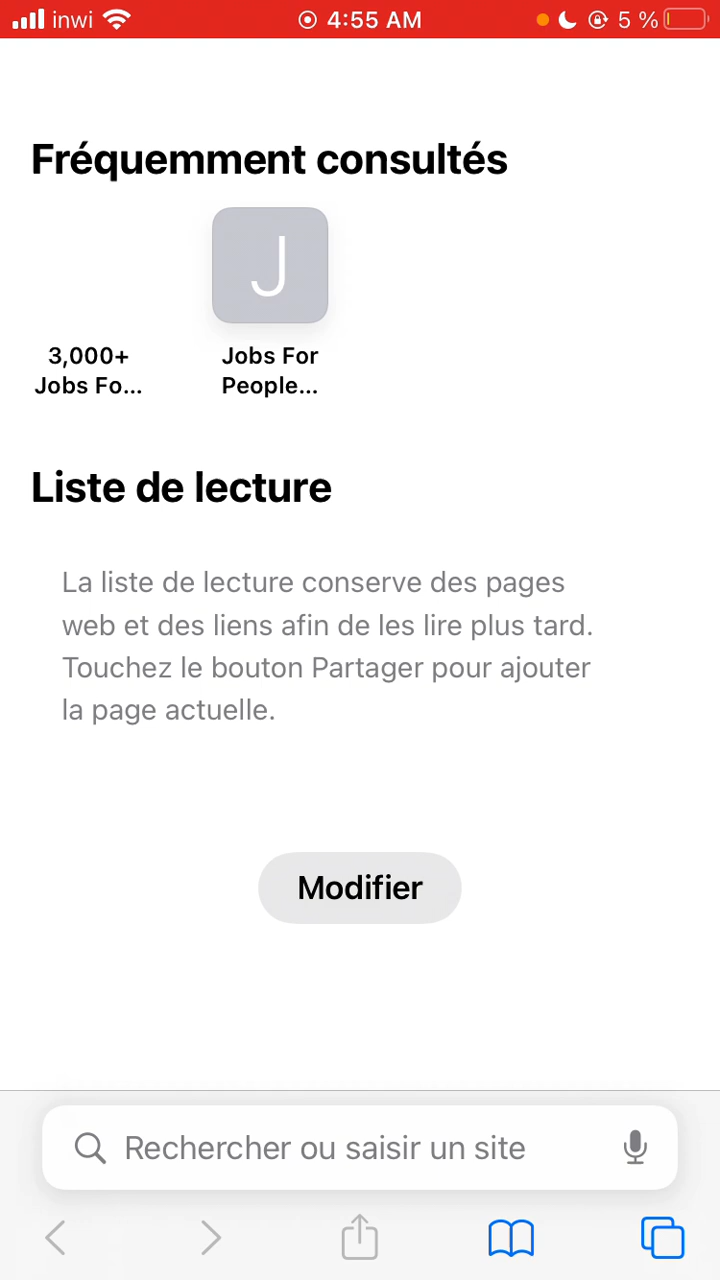 inwi 4:55 AM 5 %
Fréquemment consultés
J
3,000+
Jobs Fo...
Jobs For
People...
Liste de lecture
La liste de lecture conserve des pages
web et des liens afin de les lire plus tard.
Touchez le bouton Partager pour ajouter
la page actuelle.
Modifier
Rechercher ou saisir un site